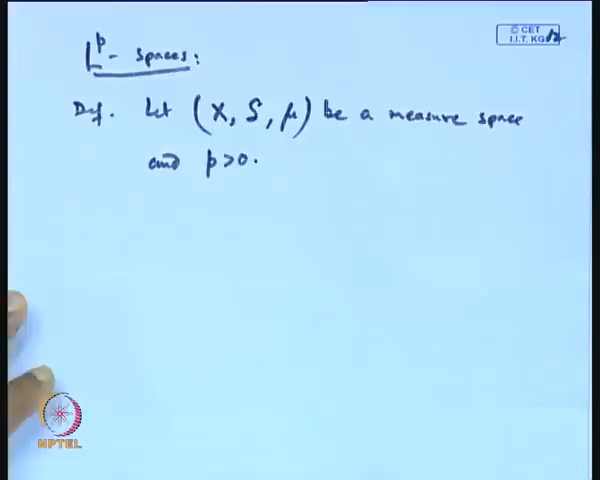 L^p - spaces:
© CET
I.I.T. KGP
Def. Let (X, S, μ) be a measure space
and p>0.
NPTEL